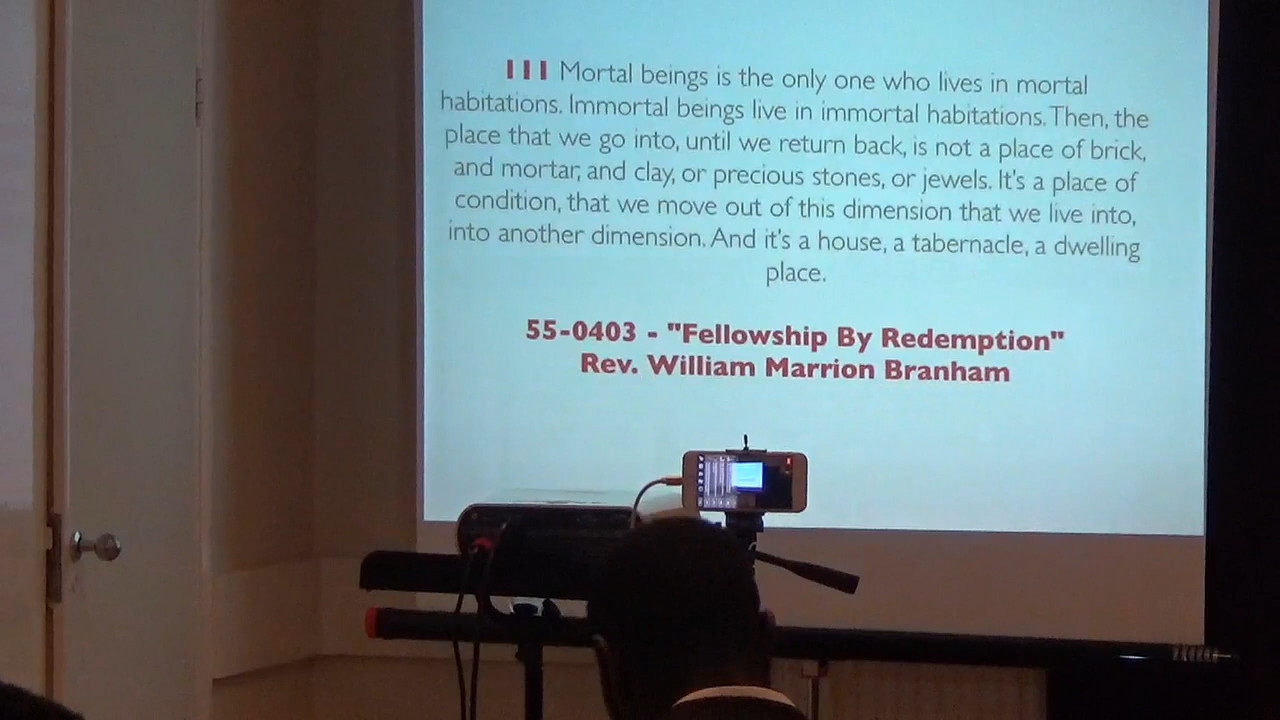 111 Mortal beings is the only one who lives in mortal
habitations. Immortal beings live in immortal habitations. Then, the
place that we go into, until we return back, is not a place of brick,
and mortar, and clay, or precious stones, or jewels. It's a place of
condition, that we move out of this dimension that we live into,
into another dimension. And it's a house, a tabernacle, a dwelling
place.
55-0403 - "Fellowship By Redemption"
Rev. William Marrion Branham